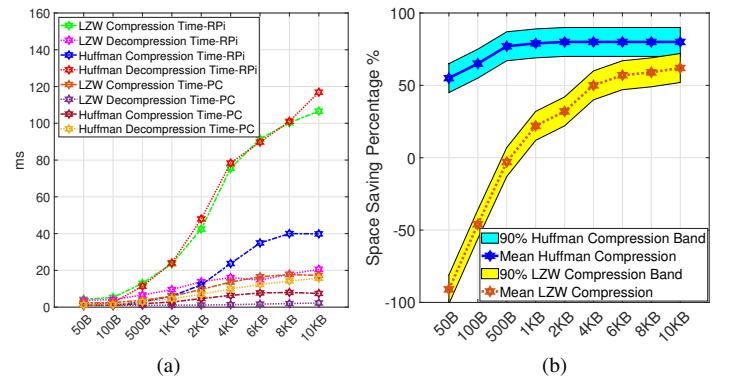 160
140
120
100
80
60
40
20
0
ms
LZW Compression Time-RPi
LZW Decompression Time-RPi
Huffman Compression Time-RPi
Huffman Decompression Time-RPi
LZW Compression Time-PC
LZW Decompression Time-PC
Huffman Compression Time-PC
Huffman Decompression Time-PC
50B
100B
500B
1KB
2KB
4KB
6KB
8KB
10KB
(a)
100
50
0
-50
-100
Space Saving Percentage %
90% Huffman Compression Band
Mean Huffman Compression
90% LZW Compression Band
Mean LZW Compression
50B
100B
500B
1KB
2KB
4KB
6KB
8KB
10KB
(b)